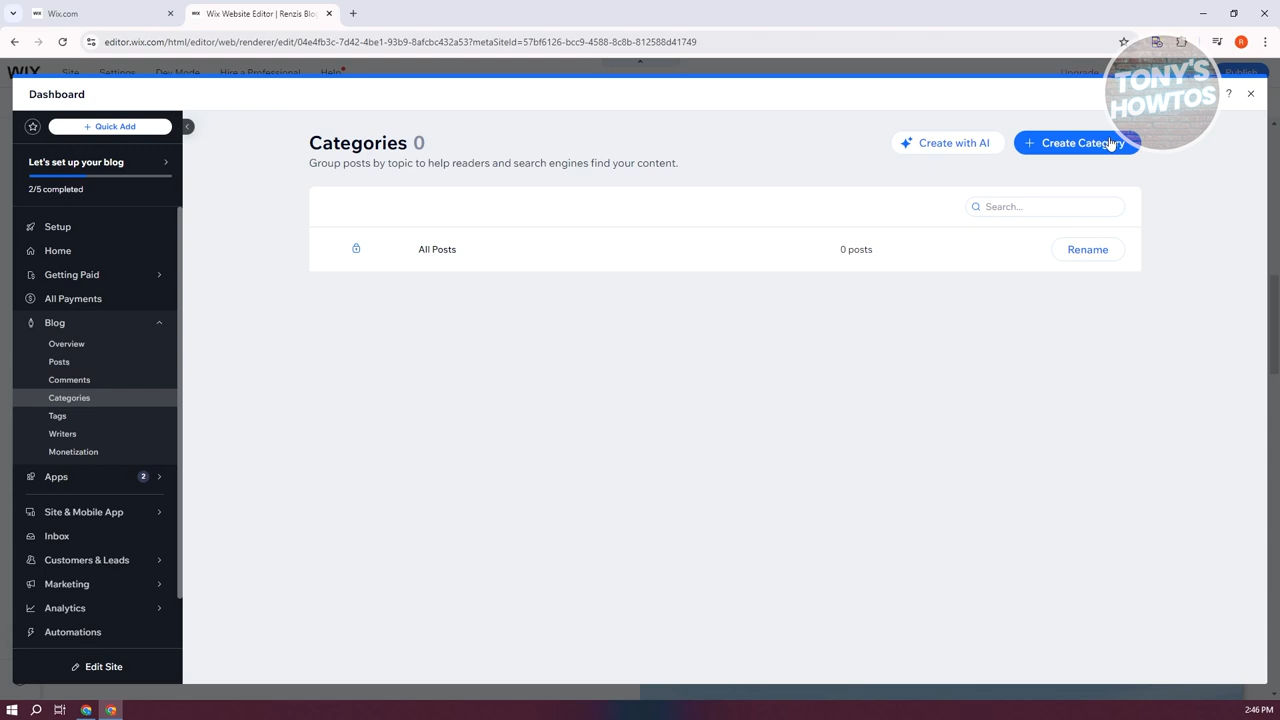 Wix.com
Wix Website Editor | Renzis Blog
editor.wix.com/html/editor/web/renderer/edit/04e4fb3c-7d42-4be1-93b9-8afcbc432a53?metaSiteId=57bf6126-bcc9-4588-8c8b-812588d41749
R
WIX Site Settings Dev Mode Hire a Professional Help Upgrade Publish
Dashboard
?
TONY'S
HOWTOS
Quick Add
Let's set up your blog
2/5 completed
Setup
Home
Getting Paid
All Payments
Blog
Overview
Posts
Comments
Categories
Tags
Writers
Monetization
Apps 2
Site & Mobile App
Inbox
Customers & Leads
Marketing
Analytics
Automations
Edit Site
Categories 0
Group posts by topic to help readers and search engines find your content.
Create with AI
+ Create Category
Search...
All Posts 0 posts Rename
2:46 PM